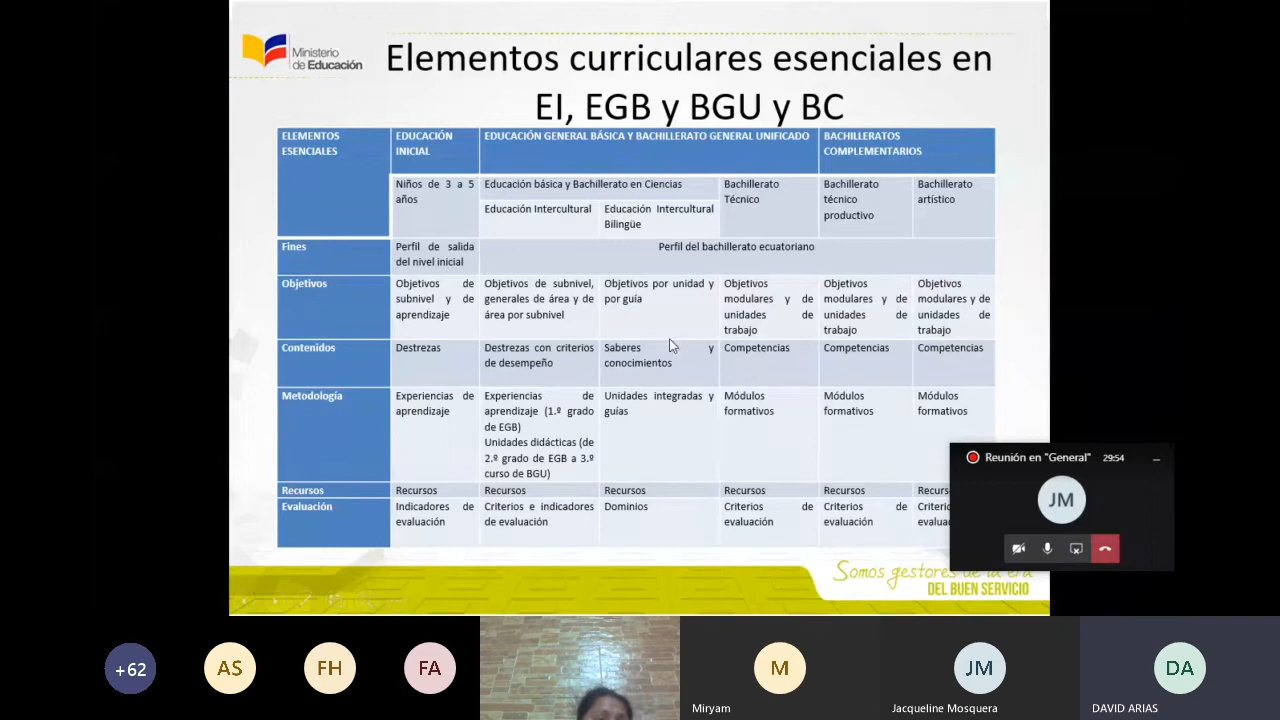 Ministerio
de Educación
Elementos curriculares esenciales en
EI, EGB y BGU y BC
ELEMENTOS
ESENCIALES
EDUCACIÓN
INICIAL
EDUCACIÓN GENERAL BÁSICA Y BACHILLERATO GENERAL UNIFICADO
BACHILLERATOS
COMPLEMENTARIOS
Niños de 3 a 5
años
Educación básica y Bachillerato en Ciencias
Educación Intercultural
Educación Intercultural
Bilingüe
Bachillerato
Técnico
Bachillerato
técnico
productivo
Bachillerato
artístico
Fines
Perfil de salida
del nivel inicial
Perfil del bachillerato ecuatoriano
Objetivos
Objetivos de
subnivel y de
aprendizaje
Objetivos de subnivel,
generales de área y de
área por subnivel
Objetivos por unidad y
por guía
Objetivos
modulares y de
unidades de
trabajo
Objetivos
modulares y de
unidades de
trabajo
Objetivos
modulares y de
unidades de
trabajo
Contenidos
Destrezas
Destrezas con criterios
de desempeño
Saberes y
conocimientos
Competencias
Competencias
Competencias
Metodología
Experiencias de
aprendizaje
Experiencias de
aprendizaje (1.º grado
de EGB)
Unidades didácticas (de
2.º grado de EGB a 3.º
curso de BGU)
Unidades integradas y
guías
Módulos
formativos
Módulos
formativos
Módulos
formativos
Recursos
Recursos
Recursos
Recursos
Recursos
Recursos
Evaluación
Indicadores de
evaluación
Criterios e indicadores
de evaluación
Dominios
Criterios de
evaluación
Criterios de
evaluación
Reunión en "General" 29:54
JM
Somos gestores de la era
DEL BUEN SERVICIO
+62
AS
FH
FA
M
Miryam
JM
Jacqueline Mosquera
DA
DAVID ARIAS